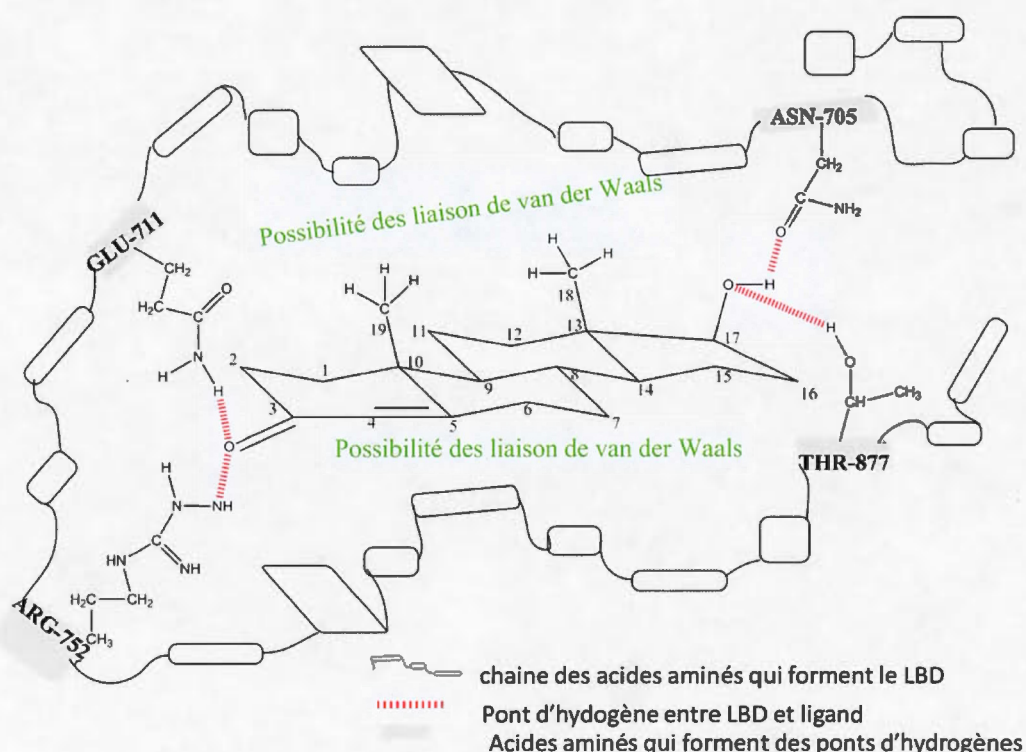 ASN-705
CH₂
NH₂
O
Possibilité des liaison de van der Waals
GLU-711
CH₂
H₂C
C
O
N
H
H
H
H
H
C
19
H
H
H
C
18
O
H
H
O
CH
CH₃
THR-877
2
1
10
11
12
13
17
9
8
14
15
16
3
4
5
6
7
O
Possibilité des liaison de van der Waals
H
N
NH
HN
C
NH
H₂C
CH₂
CH₃
ARG-752
chaine des acides aminés qui forment le LBD
Pont d'hydogène entre LBD et ligand
Acides aminés qui forment des ponts d'hydrogènes